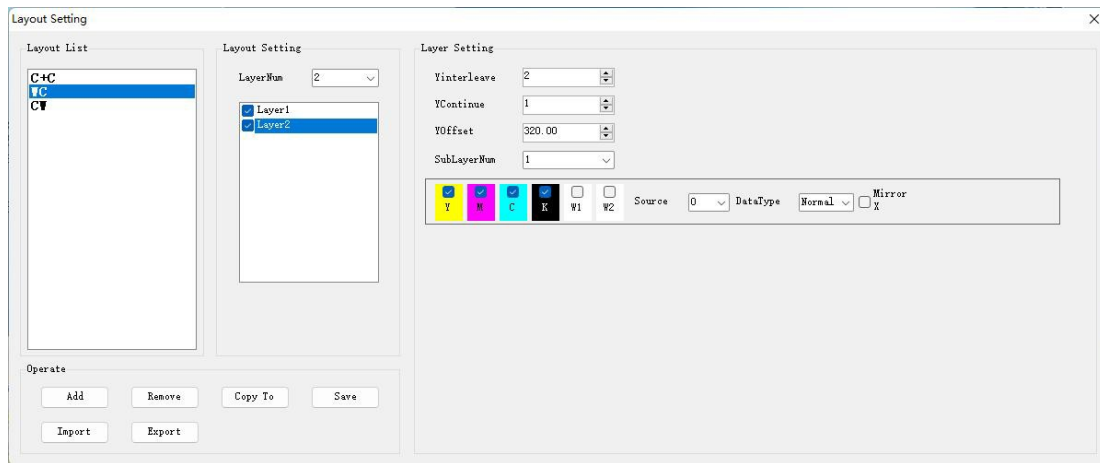 Layout Setting
Layout List
C+C
WC
CW
Layout Setting
LayerNum 2
Layer1
Layer2
Layer Setting
Yinterleave 2
YContinue 1
YOffset 320.00
SubLayerNum 1
Y M C K W1 W2 Source 0 DataType Normal Mirror X
Operate
Add Remove Copy To Save
Import Export